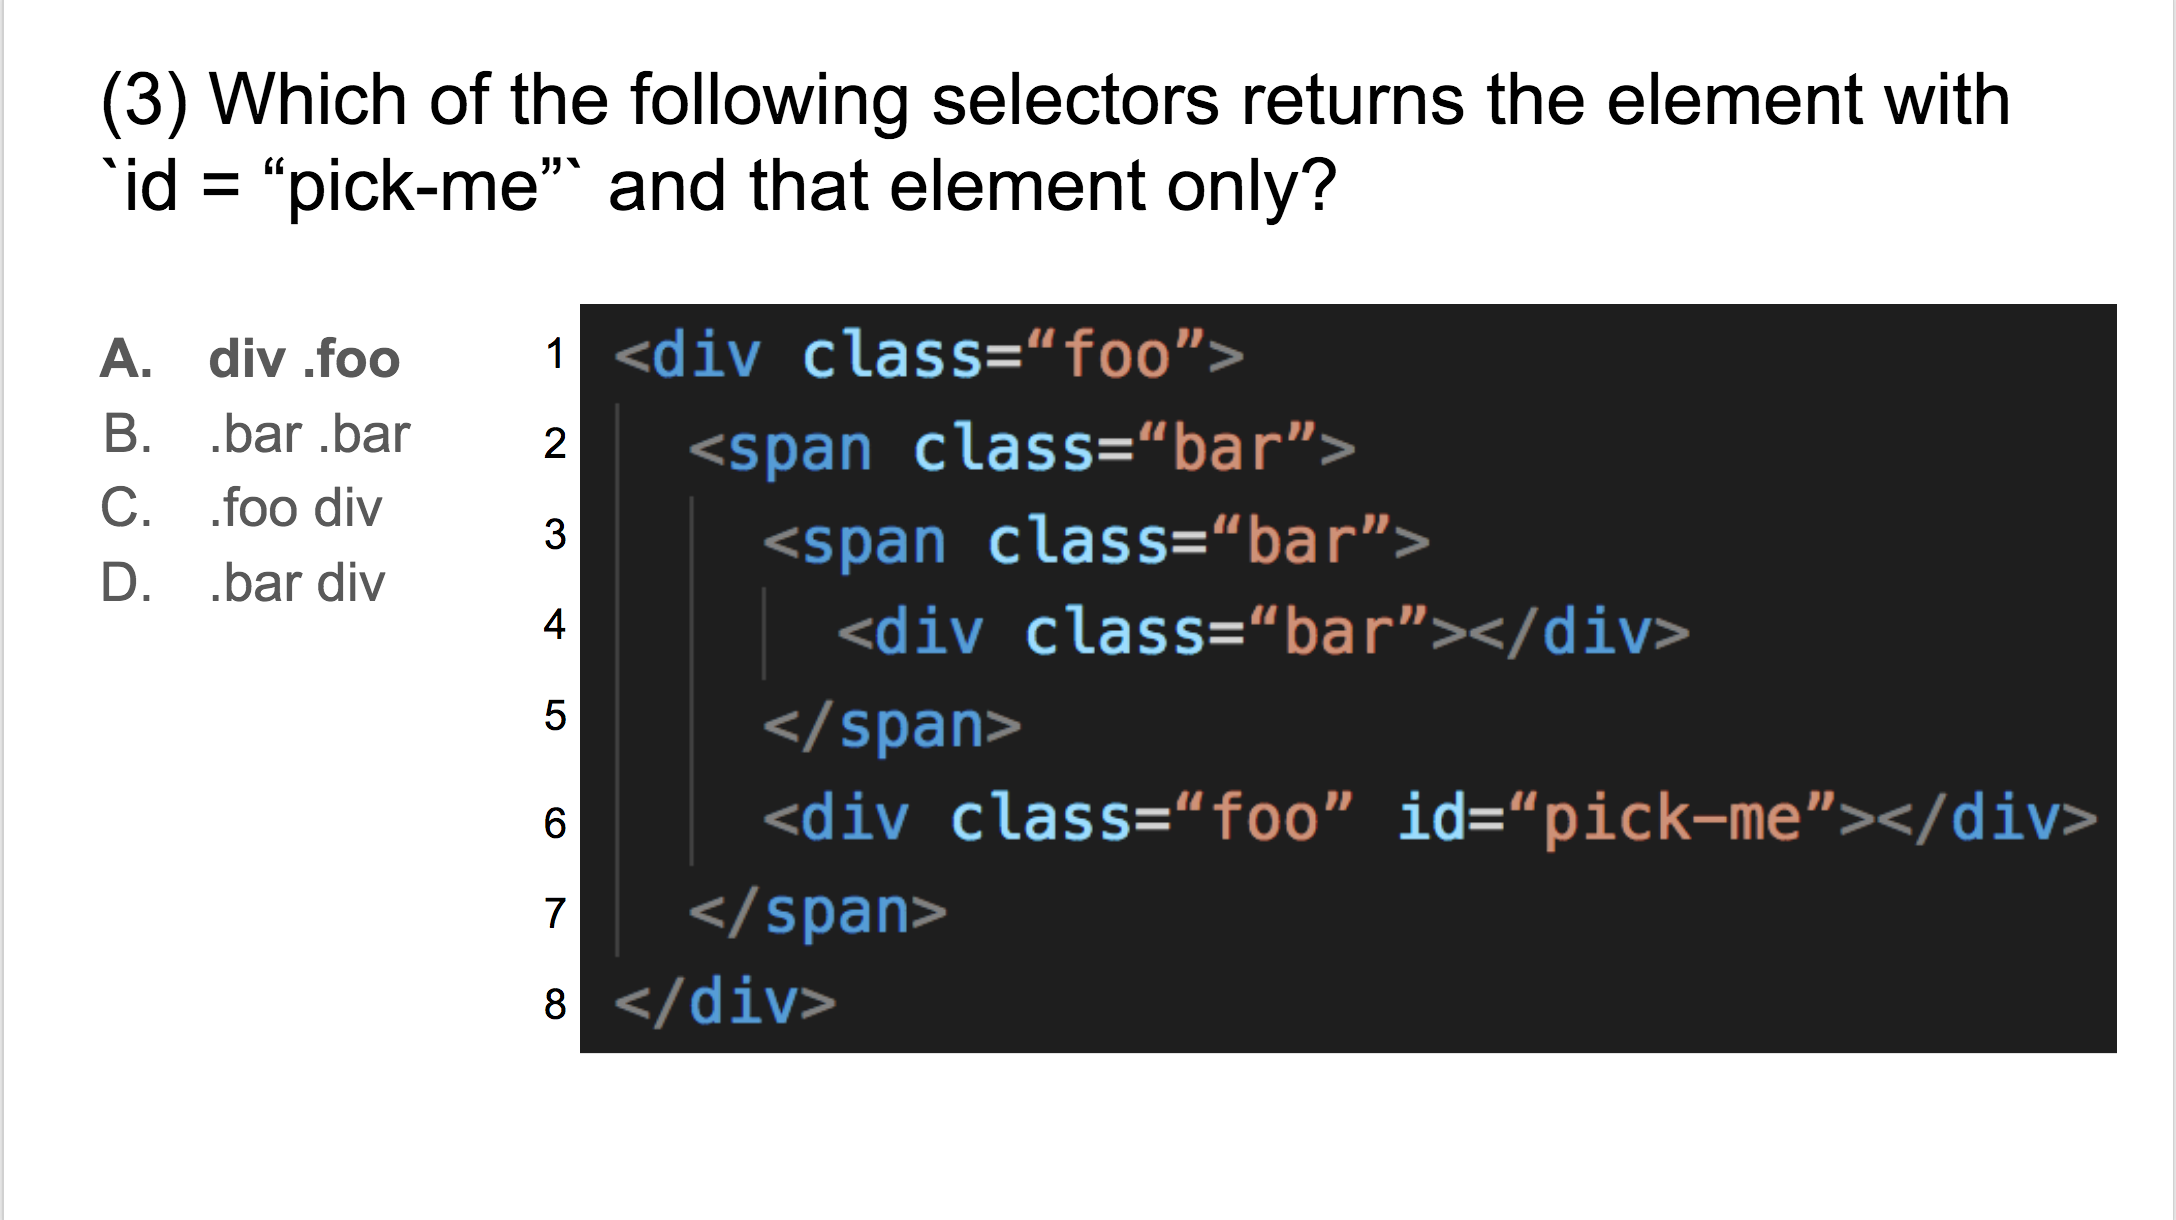 (3) Which of the following selectors returns the element with
`id = “pick-me”` and that element only?
A. div .foo
B. .bar .bar
C. .foo div
D. .bar div
1 <div class=“foo”>
2 <span class=“bar”>
3 <span class=“bar”>
4 <div class=“bar”></div>
5 </span>
6 <div class=“foo” id=“pick-me”></div>
7 </span>
8 </div>